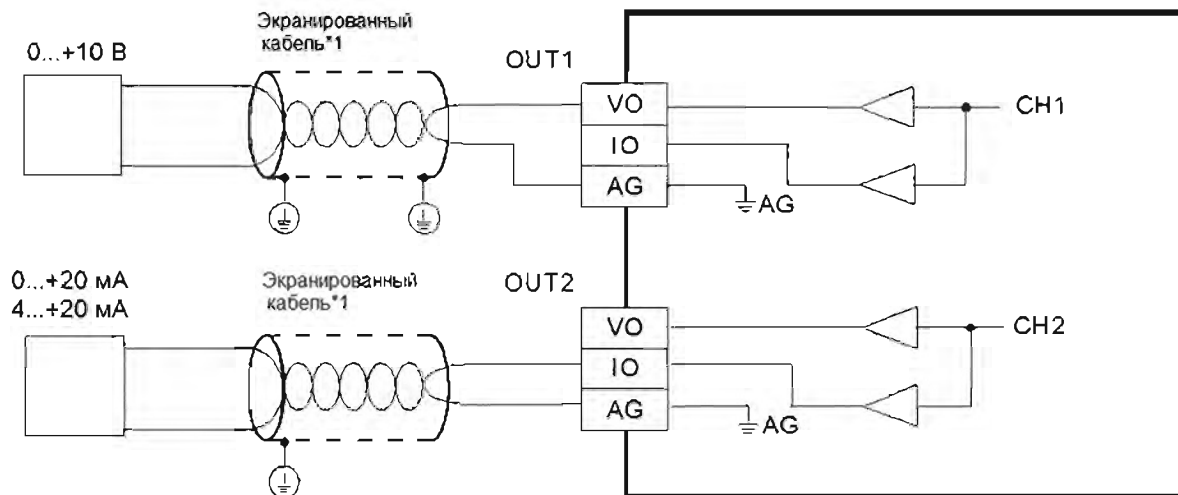 Экранированный
кабель*1
0...+10 В
OUT1
VO
IO
AG
AG
CH1
0...+20 мА
4...+20 мА
Экранированный
кабель*1
OUT2
VO
IO
AG
AG
CH2